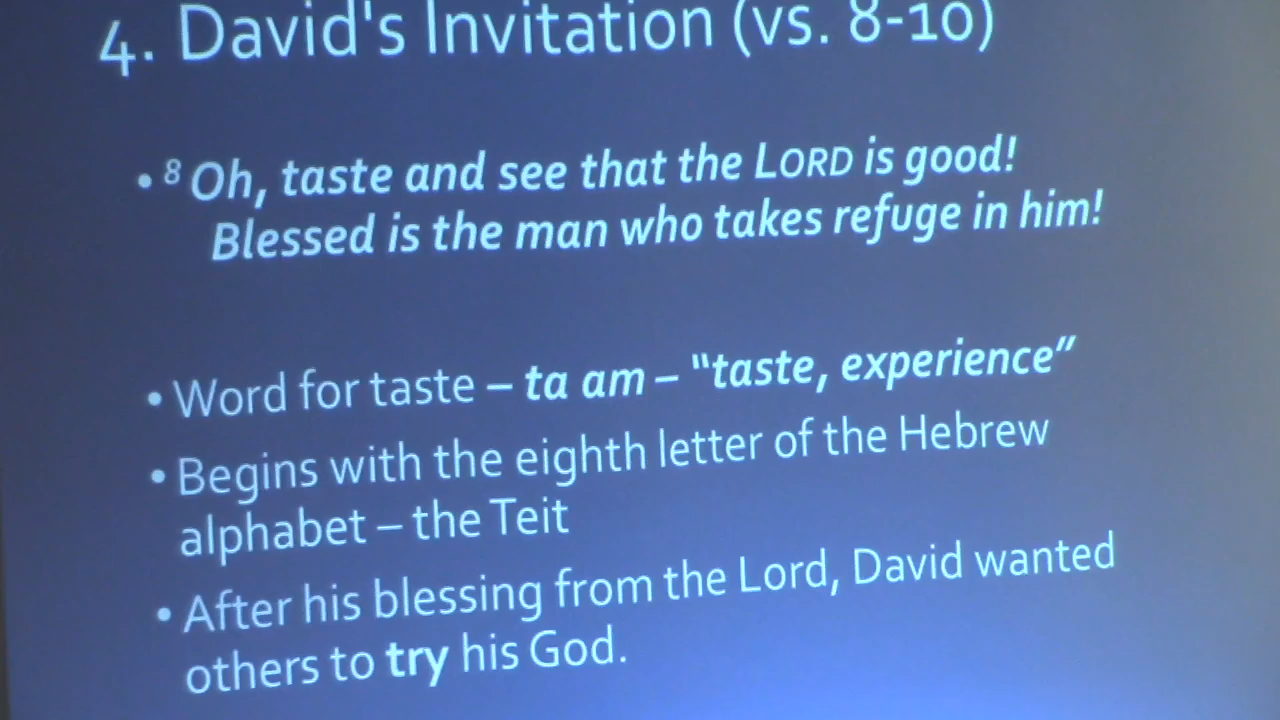 4. David's Invitation (vs. 8-10)
• 8 Oh, taste and see that the LORD is good!
Blessed is the man who takes refuge in him!
• Word for taste – ta am – "taste, experience"
• Begins with the eighth letter of the Hebrew
alphabet – the Teit
• After his blessing from the Lord, David wanted
others to try his God.